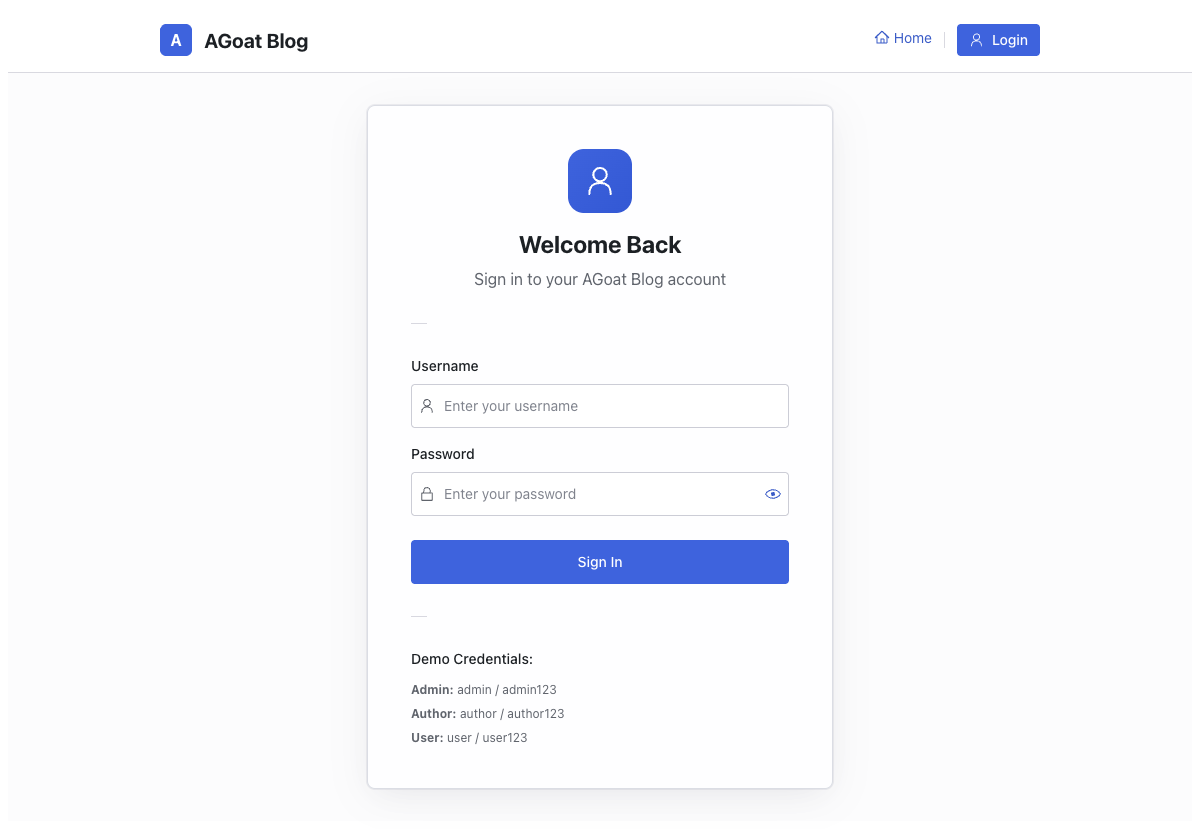 A AGoat Blog
Home
Login
Welcome Back
Sign in to your AGoat Blog account
Username
Enter your username
Password
Enter your password
Sign In
Demo Credentials:
Admin: admin / admin123
Author: author / author123
User: user / user123